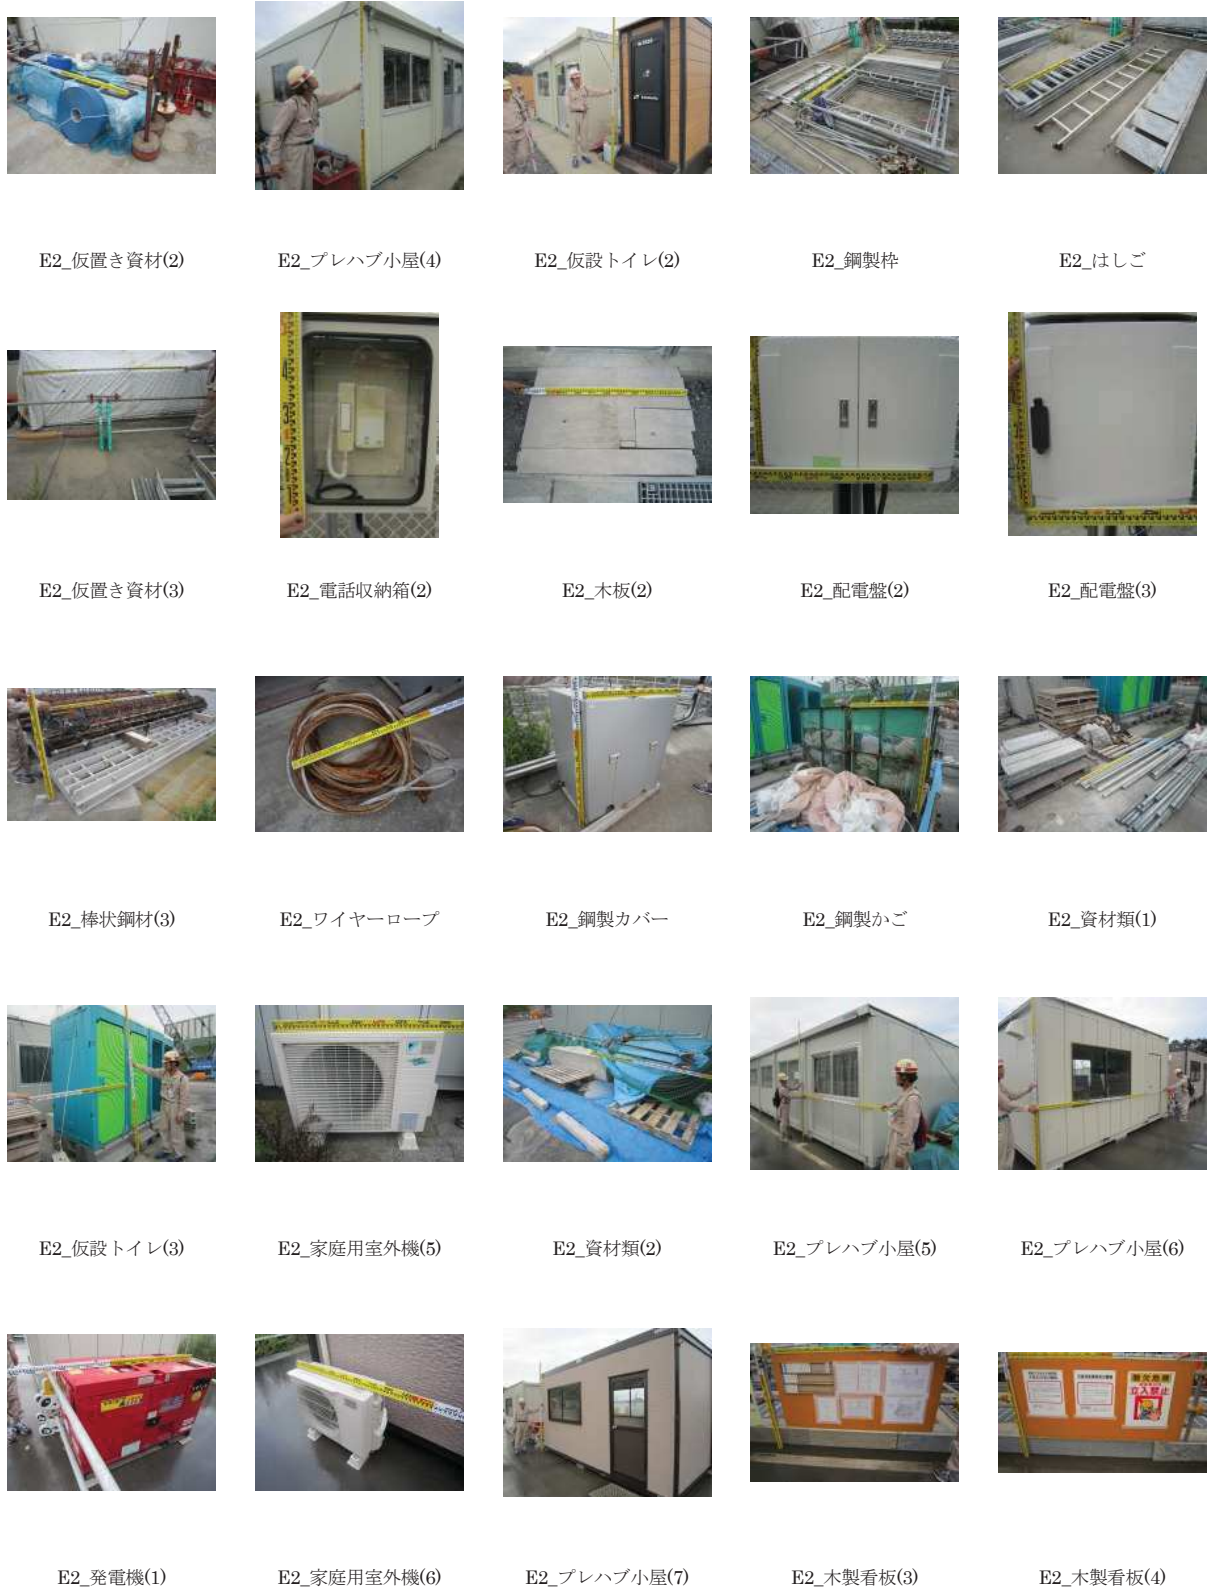 E2_仮置き資材(2)
E2_プレハブ小屋(4)
E2_仮設トイレ(2)
E2_鋼製枠
E2_はしご
E2_仮置き資材(3)
E2_電話収納箱(2)
E2_木板(2)
E2_配電盤(2)
E2_配電盤(3)
E2_棒状鋼材(3)
E2_ワイヤーロープ
E2_鋼製カバー
E2_鋼製かご
E2_資材類(1)
E2_仮設トイレ(3)
E2_家庭用室外機(5)
E2_資材類(2)
E2_プレハブ小屋(5)
E2_プレハブ小屋(6)
立入禁止
E2_発電機(1)
E2_家庭用室外機(6)
E2_プレハブ小屋(7)
E2_木製看板(3)
E2_木製看板(4)